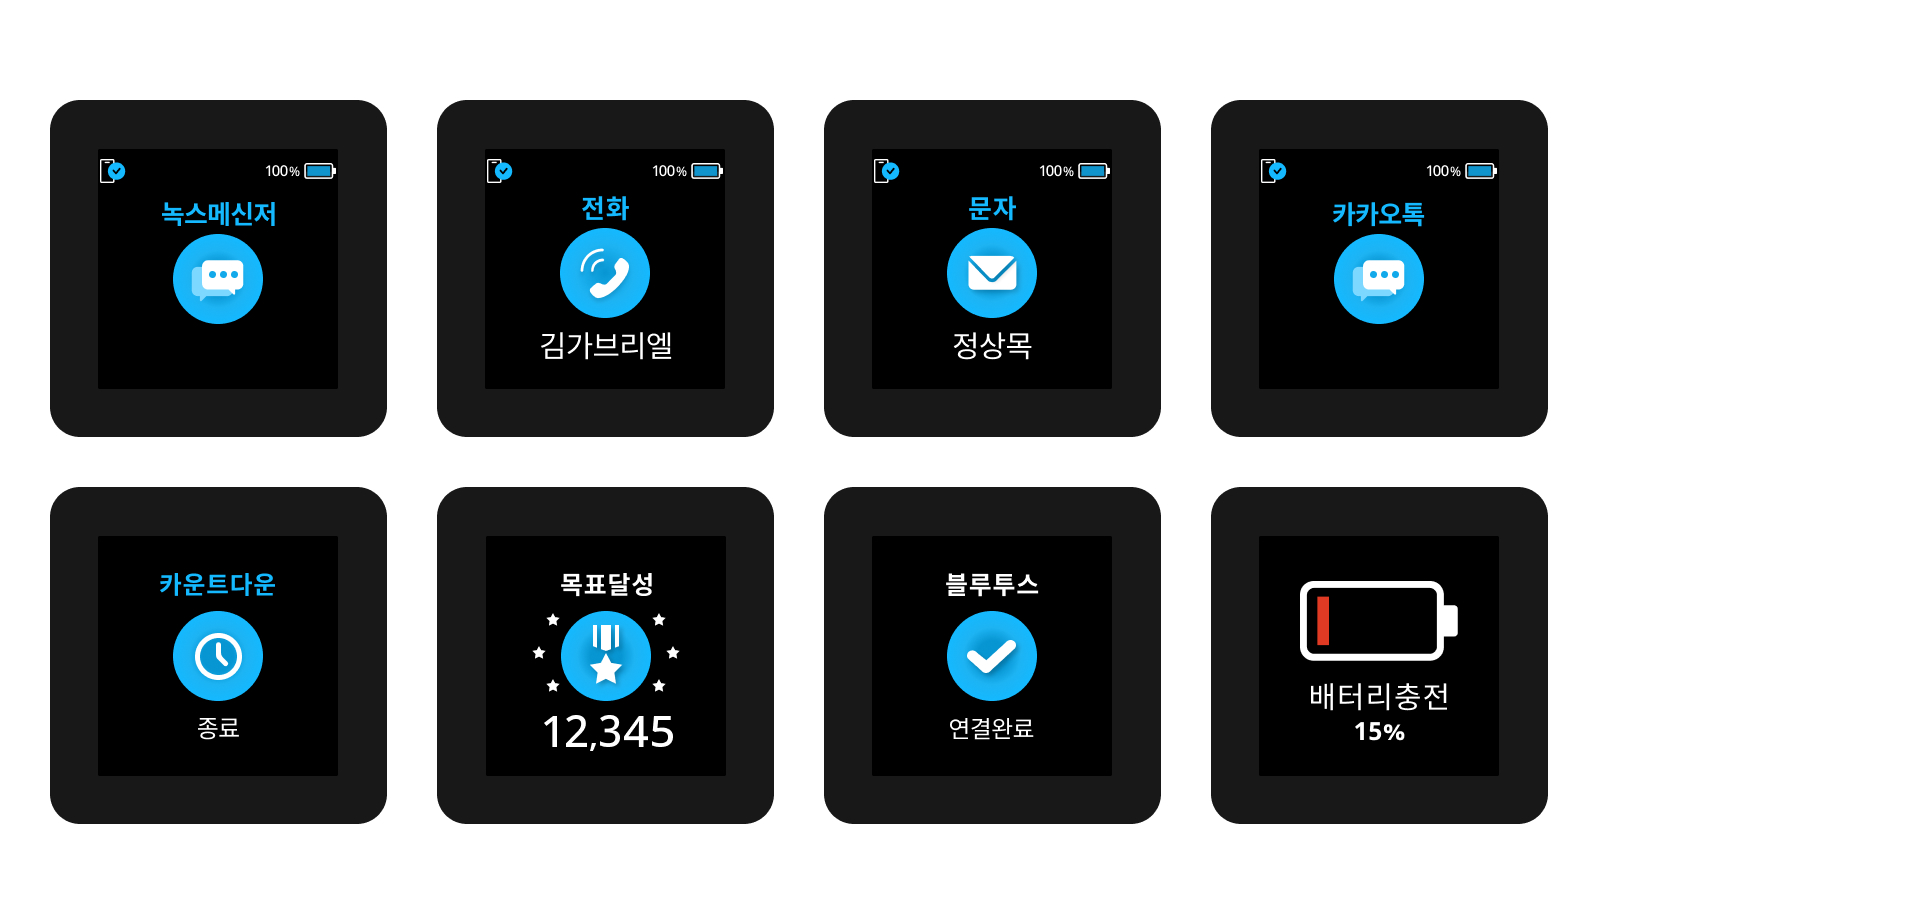 100%
녹스메신저
100%
전화
김가브리엘
100%
문자
정상목
100%
카카오톡
카운트다운
종료
목표달성
12,345
블루투스
연결완료
배터리충전
15%